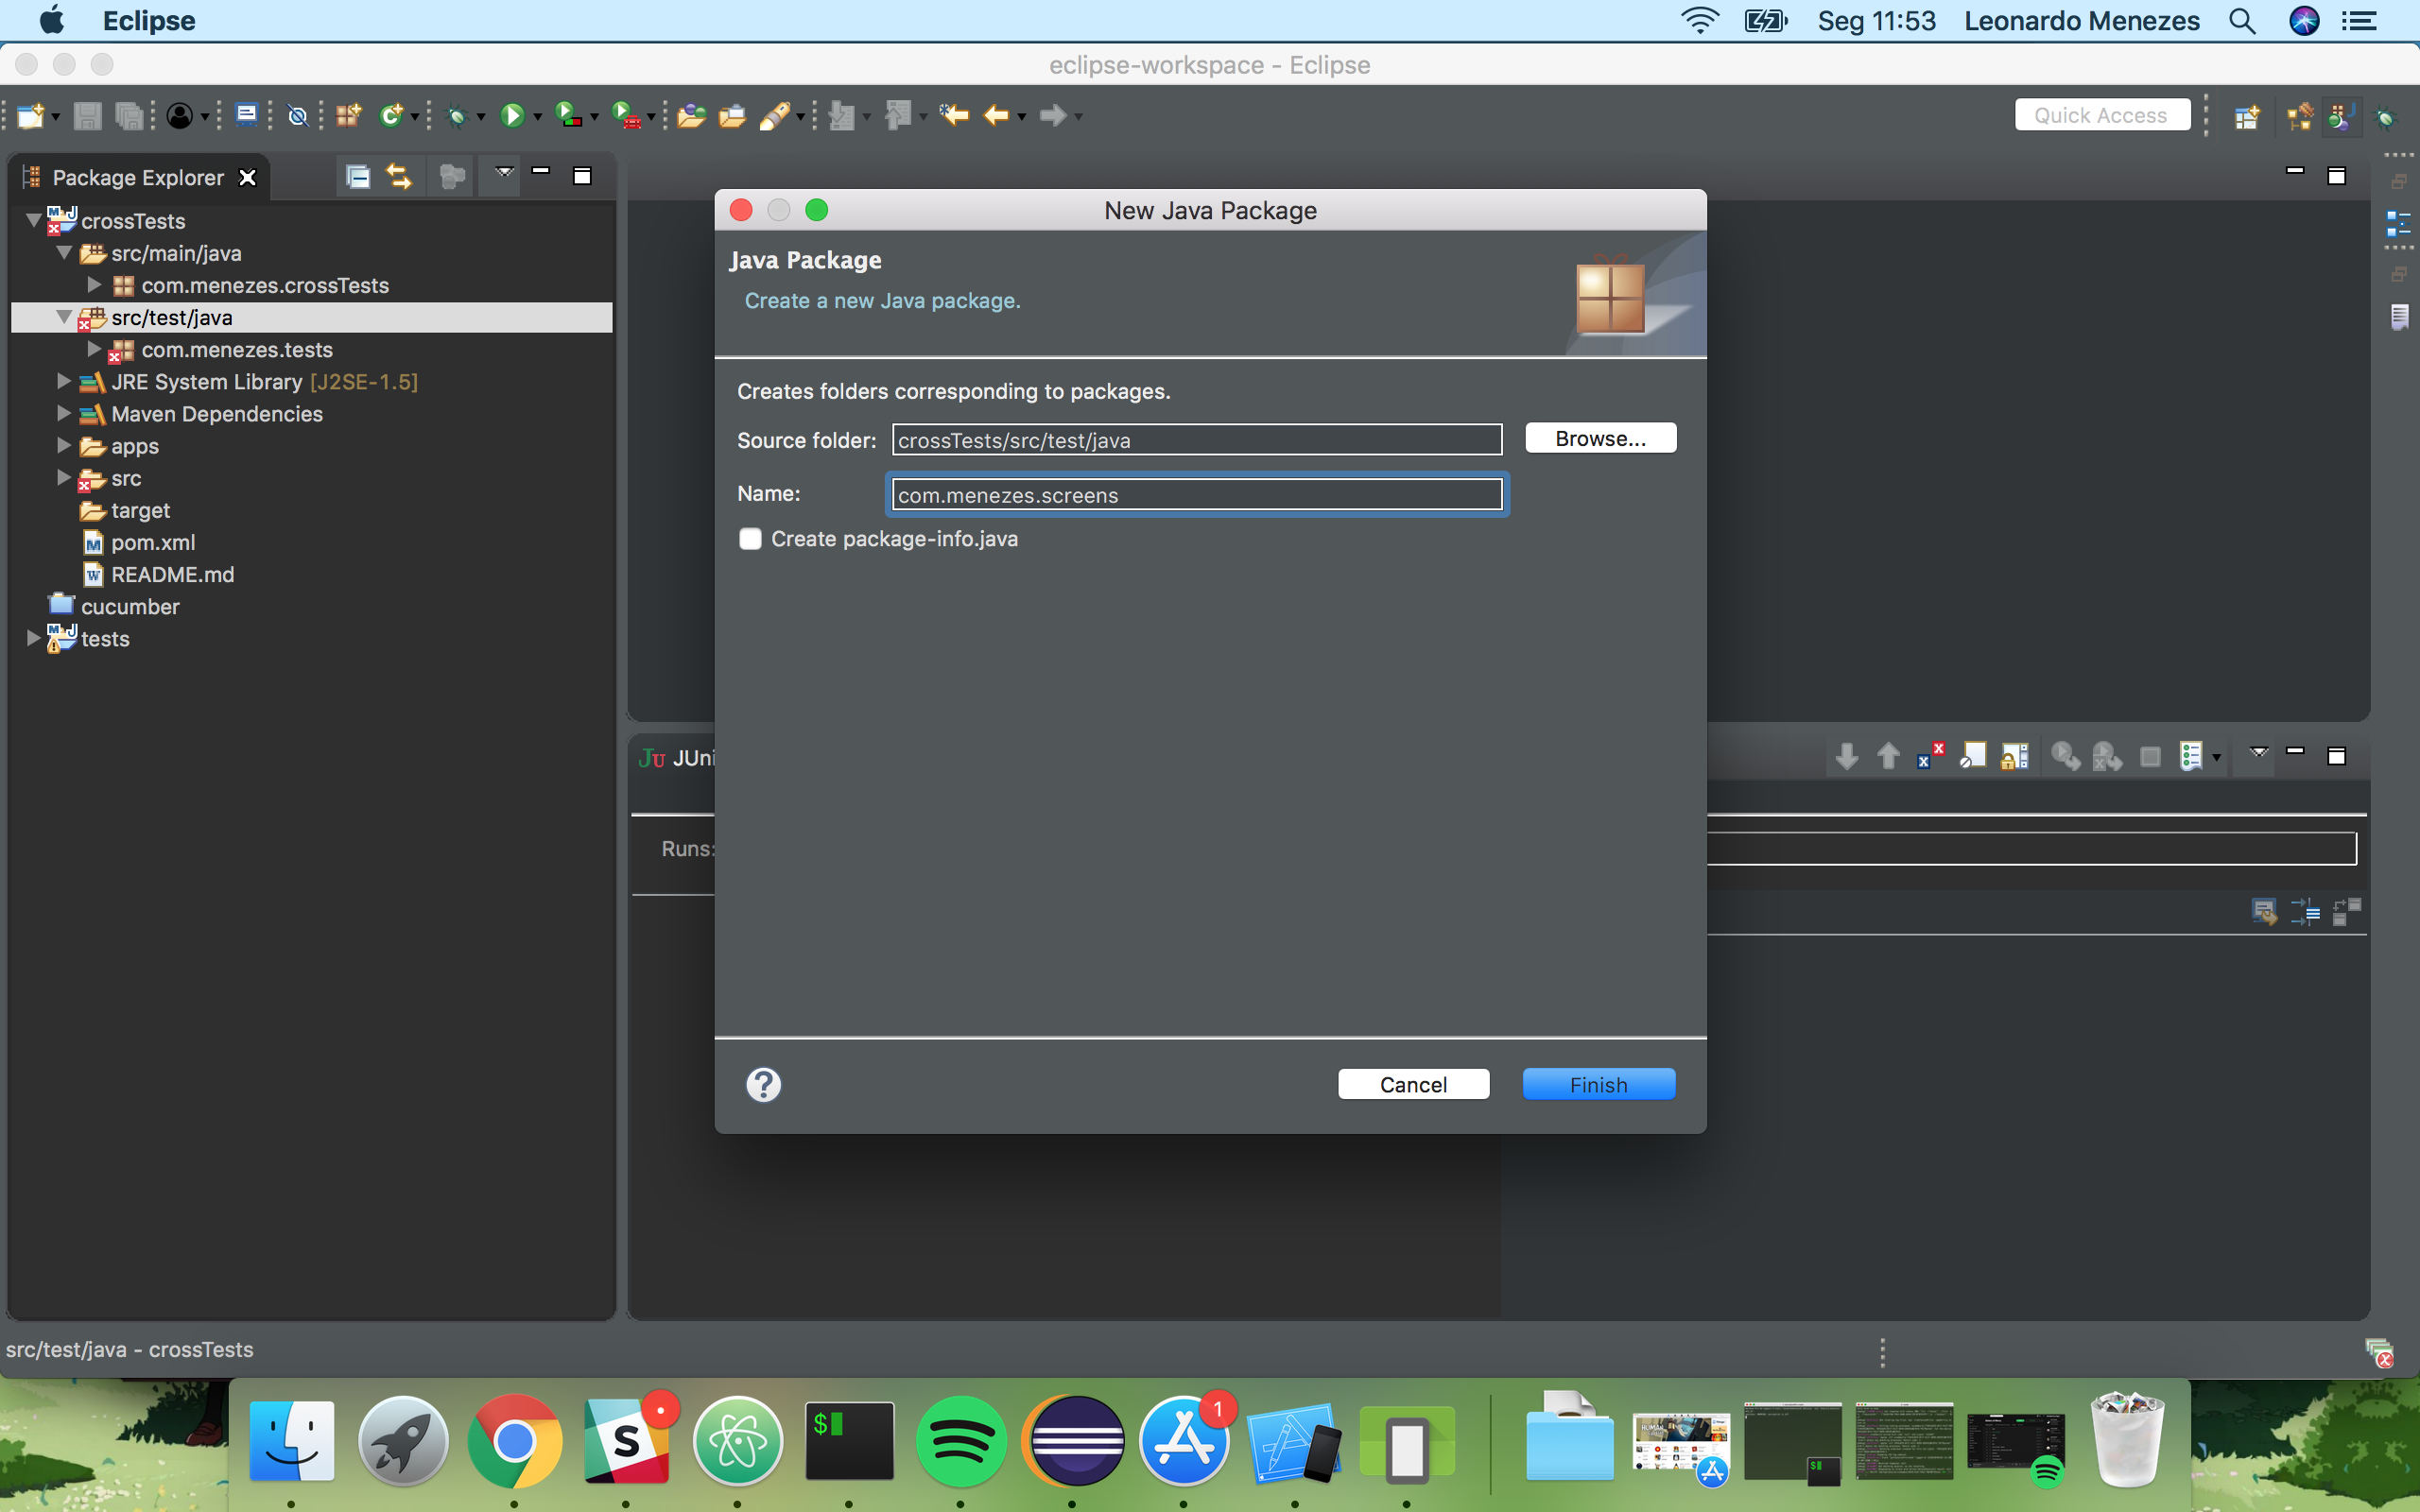 Eclipse
Seg 11:53
Leonardo Menezes
eclipse-workspace - Eclipse
Quick Access
Package Explorer
crossTests
src/main/java
com.menezes.crossTests
src/test/java
com.menezes.tests
JRE System Library [J2SE-1.5]
Maven Dependencies
apps
src
target
pom.xml
README.md
cucumber
tests
New Java Package
Java Package
Create a new Java package.
Creates folders corresponding to packages.
Source folder: crossTests/src/test/java
Browse...
Name: com.menezes.screens
Create package-info.java
Cancel
Finish
JUni
Runs:
src/test/java - crossTests
S
$
1